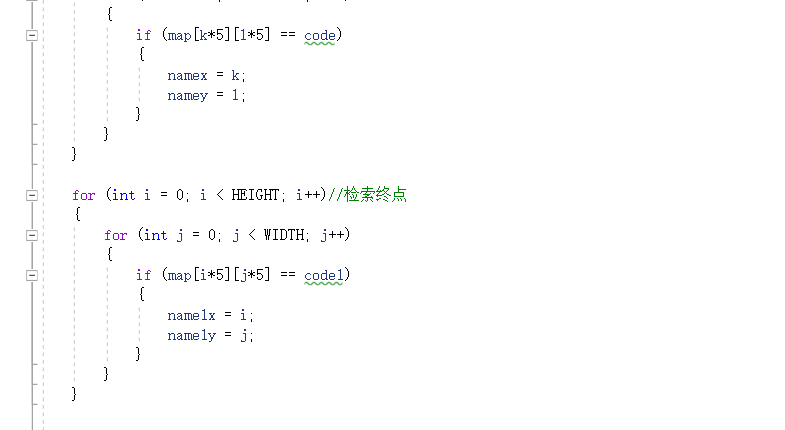 {
if (map[k*5][l*5] == code)
{
namex = k;
namey = l;
}
}
}
for (int i = 0; i < HEIGHT; i++)//检索终点
{
for (int j = 0; j < WIDTH; j++)
{
if (map[i*5][j*5] == code1)
{
name1x = i;
name1y = j;
}
}
}